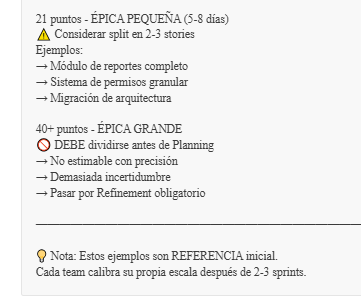 21 puntos - ÉPICA PEQUEÑA (5-8 días)
⚠️ Considerar split en 2-3 stories
Ejemplos:
→ Módulo de reportes completo
→ Sistema de permisos granular
→ Migración de arquitectura
40+ puntos - ÉPICA GRANDE
🚫 DEBE dividirse antes de Planning
→ No estimable con precisión
→ Demasiada incertidumbre
→ Pasar por Refinement obligatorio
💡 Nota: Estos ejemplos son REFERENCIA inicial.
Cada team calibra su propia escala después de 2-3 sprints.